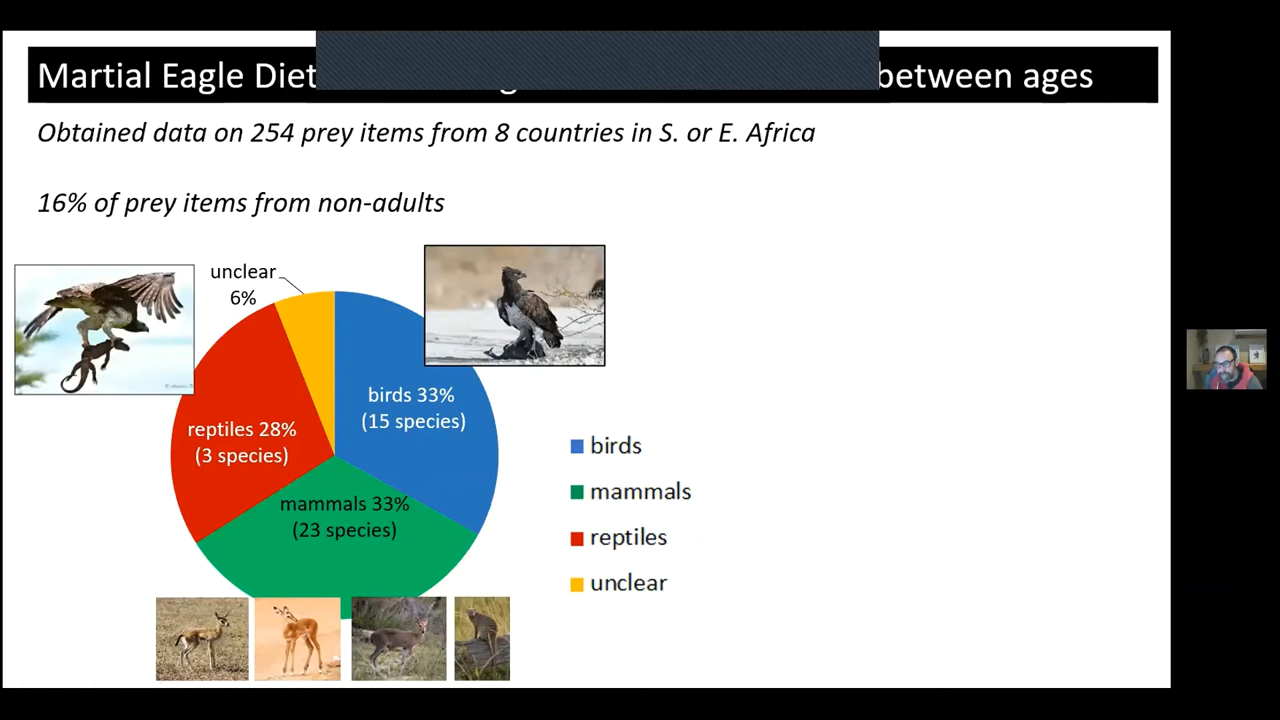 Martial Eagle Diet between ages
Obtained data on 254 prey items from 8 countries in S. or E. Africa
16% of prey items from non-adults
unclear
6%
birds 33%
(15 species)
reptiles 28%
(3 species)
mammals 33%
(23 species)
birds
mammals
reptiles
unclear